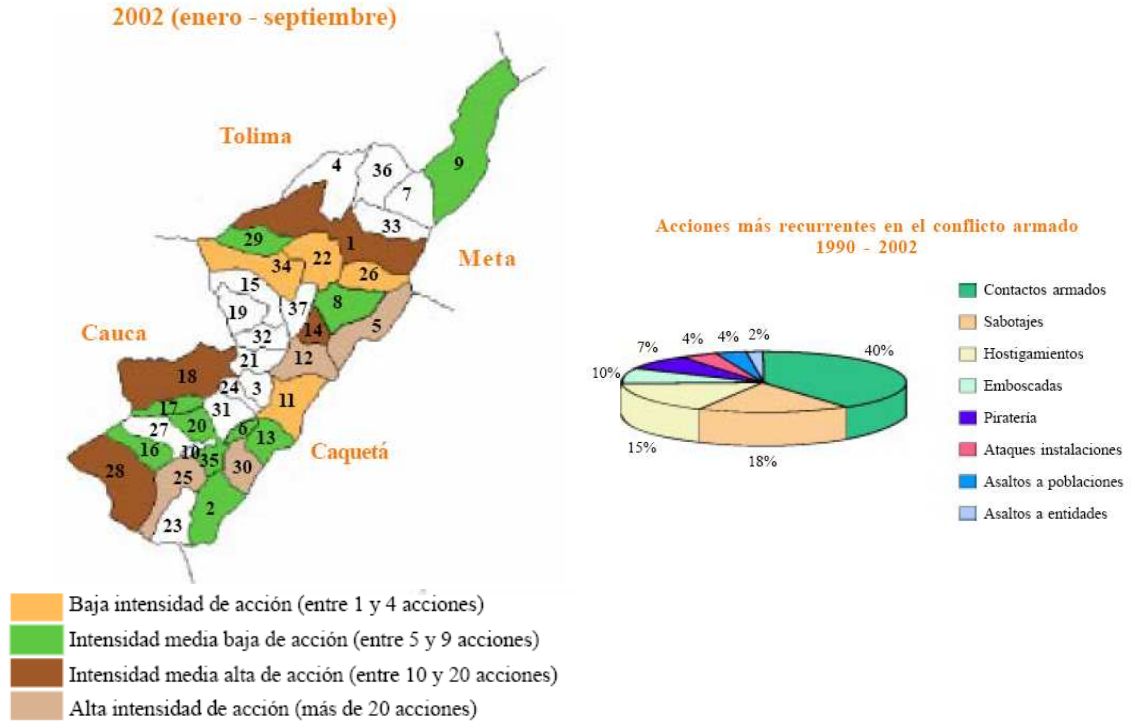 2002 (enero - septiembre)
Tolima
4
36
9
7
33
29
1
Meta
22
34
26
15
8
37
19
5
14
Cauca
32
12
21
18
24
3
11
17
31
20
6
27
13
10
Caquetá
16
35
28
30
25
2
23
Baja intensidad de acción (entre 1 y 4 acciones)
Intensidad media baja de acción (entre 5 y 9 acciones)
Intensidad media alta de acción (entre 10 y 20 acciones)
Alta intensidad de acción (más de 20 acciones)
Acciones más recurrentes en el conflicto armado
1990 - 2002
2%
4%
4%
7%
10%
15%
18%
40%
Contactos armados
Sabotajes
Hostigamientos
Emboscadas
Piratería
Ataques instalaciones
Asaltos a poblaciones
Asaltos a entidades